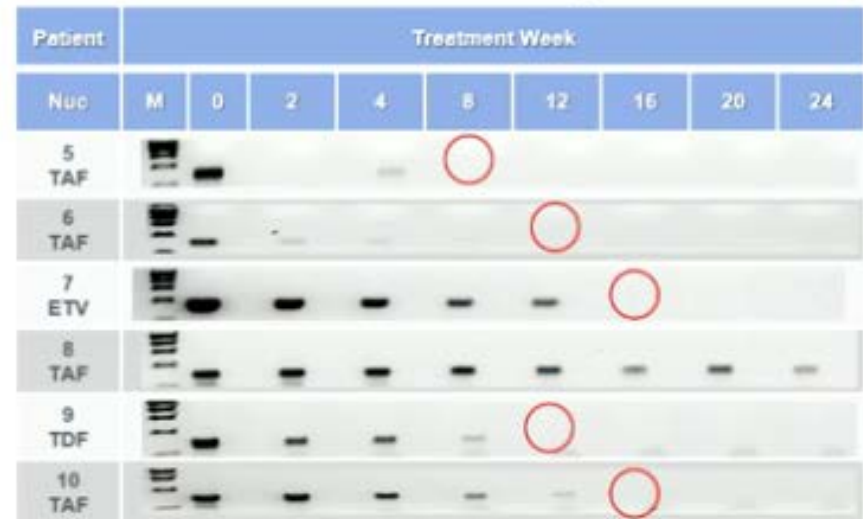 Patient Treatment Week
Nuc M 0 2 4 8 12 16 20 24
5
TAF
6
TAF
7
ETV
8
TAF
9
TDF
10
TAF